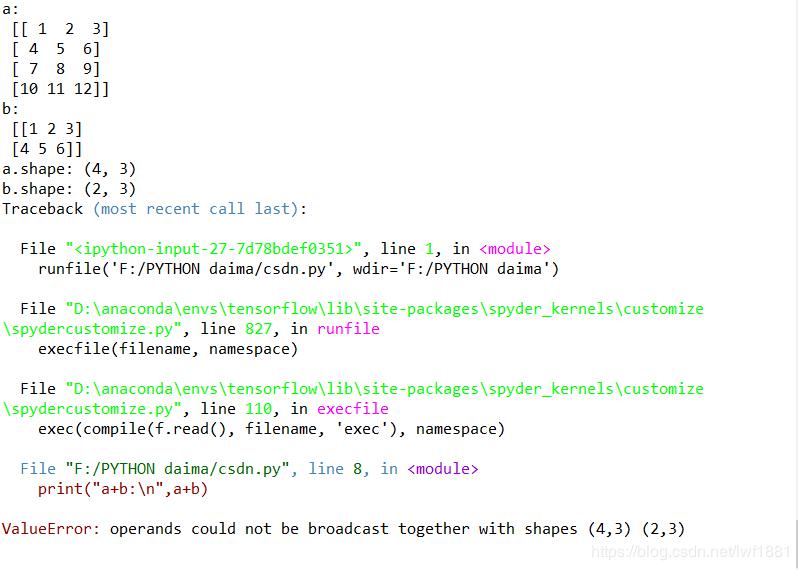 a:
 [[ 1  2  3]
 [ 4  5  6]
 [ 7  8  9]
 [10 11 12]]
b:
 [[1 2 3]
 [4 5 6]]
a.shape: (4, 3)
b.shape: (2, 3)
Traceback (most recent call last):

  File "<ipython-input-27-7d78bdef0351>", line 1, in <module>
    runfile('F:/PYTHON daima/csdn.py', wdir='F:/PYTHON daima')

  File "D:\anaconda\envs\tensorflow\lib\site-packages\spyder_kernels\customize
\spydercustomize.py", line 827, in runfile
    execfile(filename, namespace)

  File "D:\anaconda\envs\tensorflow\lib\site-packages\spyder_kernels\customize
\spydercustomize.py", line 110, in execfile
    exec(compile(f.read(), filename, 'exec'), namespace)

  File "F:/PYTHON daima/csdn.py", line 8, in <module>
    print("a+b:\n",a+b)

ValueError: operands could not be broadcast together with shapes (4,3) (2,3)
https://blog.csdn.net/lwf1881